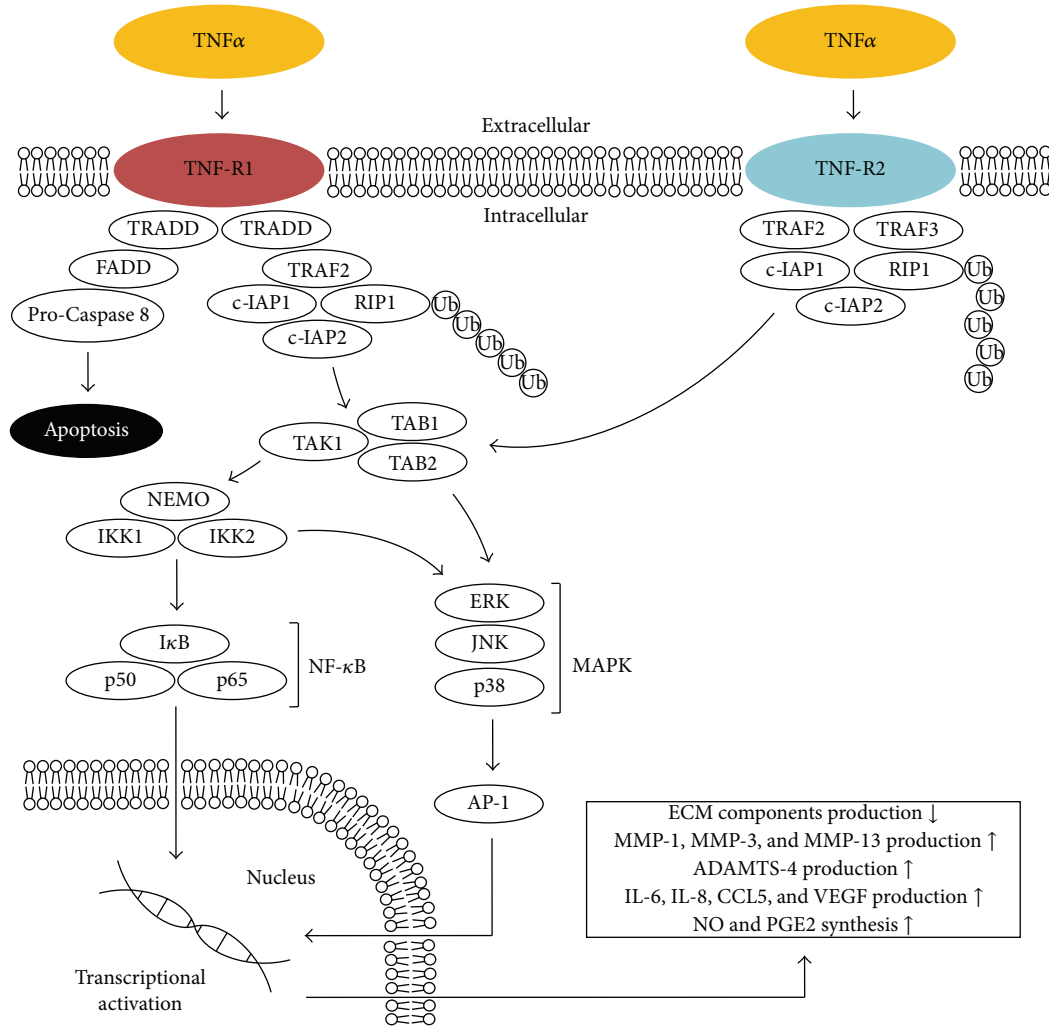 TNFα
TNFα
Extracellular
TNF-R1
TNF-R2
Intracellular
TRADD
TRADD
TRAF2
TRAF3
FADD
TRAF2
c-IAP1
RIP1
Ub
Pro-Caspase 8
c-IAP1
RIP1
Ub
c-IAP2
Ub
Ub
Ub
c-IAP2
Ub
Ub
Ub
Ub
Ub
Apoptosis
TAB1
TAK1
TAB2
NEMO
IKK1
IKK2
ERK
IκB
JNK
NF-κB
MAPK
p50
p65
p38
AP-1
ECM components production ↓
MMP-1, MMP-3, and MMP-13 production ↑
ADAMTS-4 production ↑
IL-6, IL-8, CCL5, and VEGF production ↑
NO and PGE2 synthesis ↑
Nucleus
Transcriptional
activation